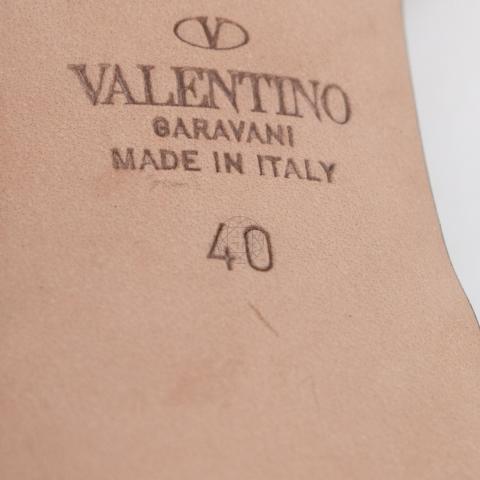 V
VALENTINO
GARAVANI
MADE IN ITALY
40